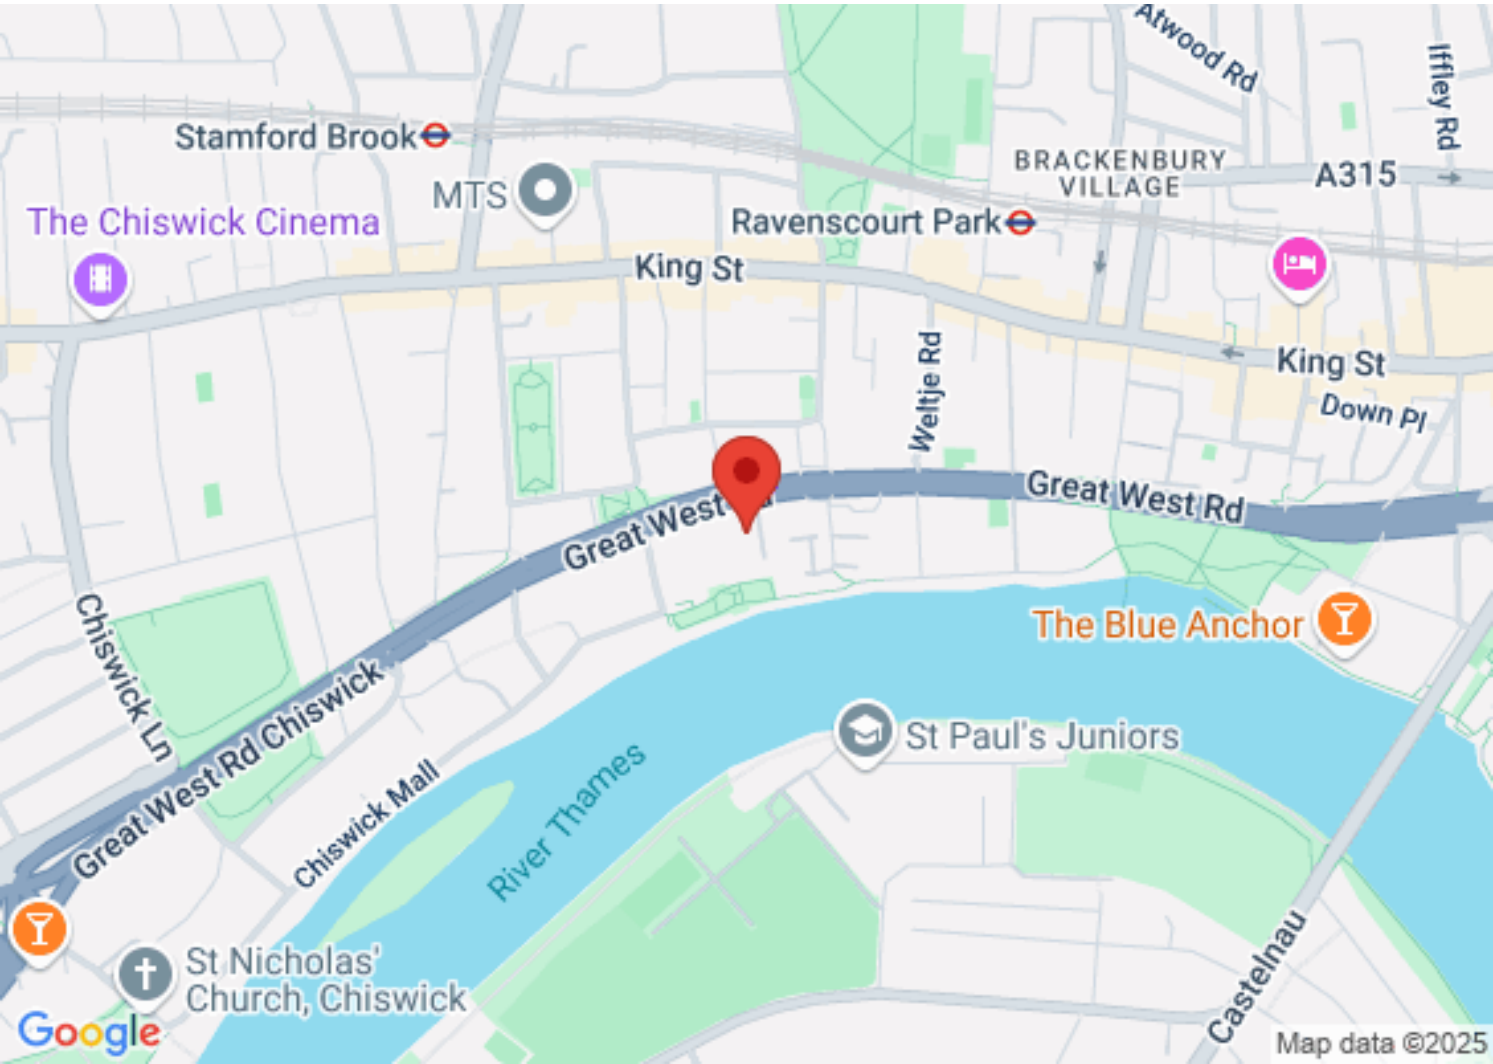 Atwood Rd
Iffley Rd
Stamford Brook
MTS
BRACKENBURY
VILLAGE
A315
The Chiswick Cinema
Ravenscourt Park
King St
King St
Weltje Rd
Down Pl
Great West Rd
Great West
Chiswick Ln
The Blue Anchor
Great West Rd Chiswick
St Paul's Juniors
Chiswick Mall
River Thames
St Nicholas'
Church, Chiswick
Castelnau
Google
Map data ©2025